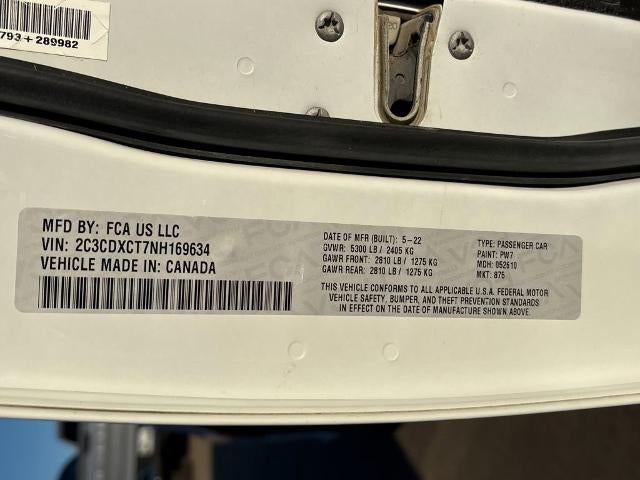 793+289982
MFD BY: FCA US LLC
VIN: 2C3CDXCT7NH169634
VEHICLE MADE IN: CANADA
DATE OF MFR (BUILT): 5-22
GVWR: 5300 LB / 2405 KG
GAWR FRONT: 2810 LB / 1275 KG
GAWR REAR: 2810 LB / 1275 KG
TYPE: PASSENGER CAR
PAINT: PW7
MDH: 052610
MKT: 875
THIS VEHICLE CONFORMS TO ALL APPLICABLE U.S.A. FEDERAL MOTOR
VEHICLE SAFETY, BUMPER, AND THEFT PREVENTION STANDARDS
IN EFFECT ON THE DATE OF MANUFACTURE SHOWN ABOVE.